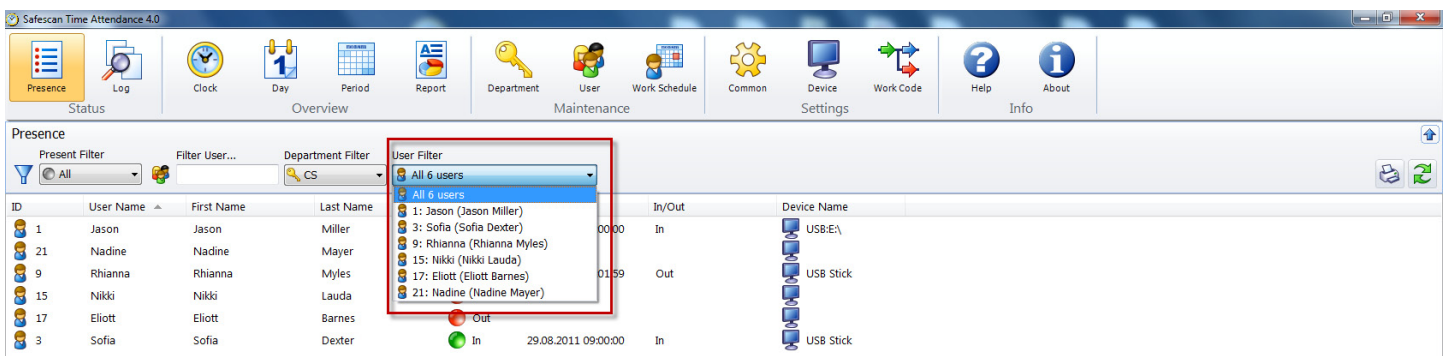 Safescan Time Attendance 4.0
Presence Log Clock Day Period Report Department User Work Schedule Common Device Work Code Help About
Status Overview Maintenance Settings Info
Presence
Present Filter Filter User... Department Filter User Filter
All CS All 6 users
All 6 users
ID User Name First Name Last Name In/Out Device Name
1: Jason (Jason Miller)
1 Jason Jason Miller 00:00 In USB:E:\
3: Sofia (Sofia Dexter)
9: Rhianna (Rhianna Myles)
21 Nadine Nadine Mayer
15: Nikki (Nikki Lauda)
9 Rhianna Rhianna Myles 01:59 Out USB Stick
17: Eliott (Eliott Barnes)
21: Nadine (Nadine Mayer)
15 Nikki Nikki Lauda
17 Eliott Eliott Barnes Out
3 Sofia Sofia Dexter In 29.08.2011 09:00:00 In USB Stick